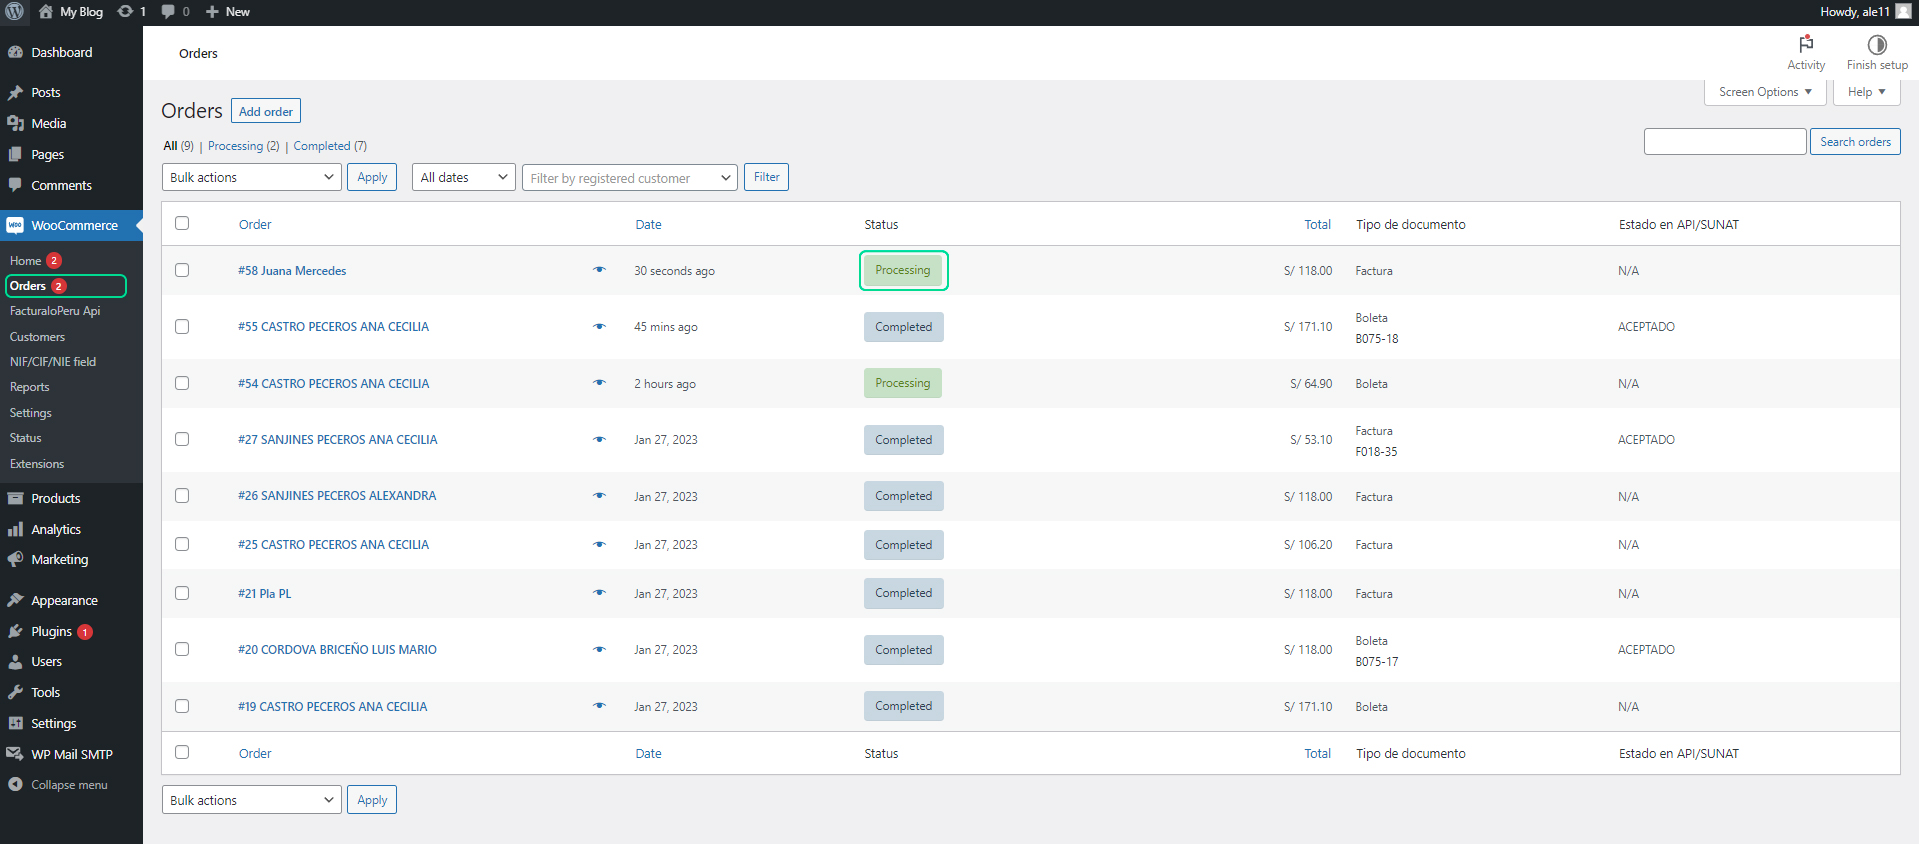 My Blog 1 0 New Howdy, ale11
Dashboard
Posts
Media
Pages
Comments
WooCommerce
Home 2
Orders 2
FacturaloPeru Api
Customers
NIF/CIF/NIE field
Reports
Settings
Status
Extensions
Products
Analytics
Marketing
Appearance
Plugins 1
Users
Tools
Settings
WP Mail SMTP
Collapse menu
Orders
Activity
Finish setup
Screen Options Help
Orders Add order
All (9) | Processing (2) | Completed (7)
Search orders
Bulk actions Apply All dates Filter by registered customer Filter
Order Date Status Total Tipo de documento Estado en API/SUNAT
#58 Juana Mercedes 30 seconds ago Processing S/ 118.00 Factura N/A
#55 CASTRO PECEROS ANA CECILIA 45 mins ago Completed S/ 171.10 Boleta ACEPTADO
B075-18
#54 CASTRO PECEROS ANA CECILIA 2 hours ago Processing S/ 64.90 Boleta N/A
#27 SANJINES PECEROS ANA CECILIA Jan 27, 2023 Completed S/ 53.10 Factura ACEPTADO
F018-35
#26 SANJINES PECEROS ALEXANDRA Jan 27, 2023 Completed S/ 118.00 Factura N/A
#25 CASTRO PECEROS ANA CECILIA Jan 27, 2023 Completed S/ 106.20 Factura N/A
#21 Pla PL Jan 27, 2023 Completed S/ 118.00 Factura N/A
#20 CORDOVA BRICEÑO LUIS MARIO Jan 27, 2023 Completed S/ 118.00 Boleta ACEPTADO
B075-17
#19 CASTRO PECEROS ANA CECILIA Jan 27, 2023 Completed S/ 171.10 Boleta N/A
Order Date Status Total Tipo de documento Estado en API/SUNAT
Bulk actions Apply